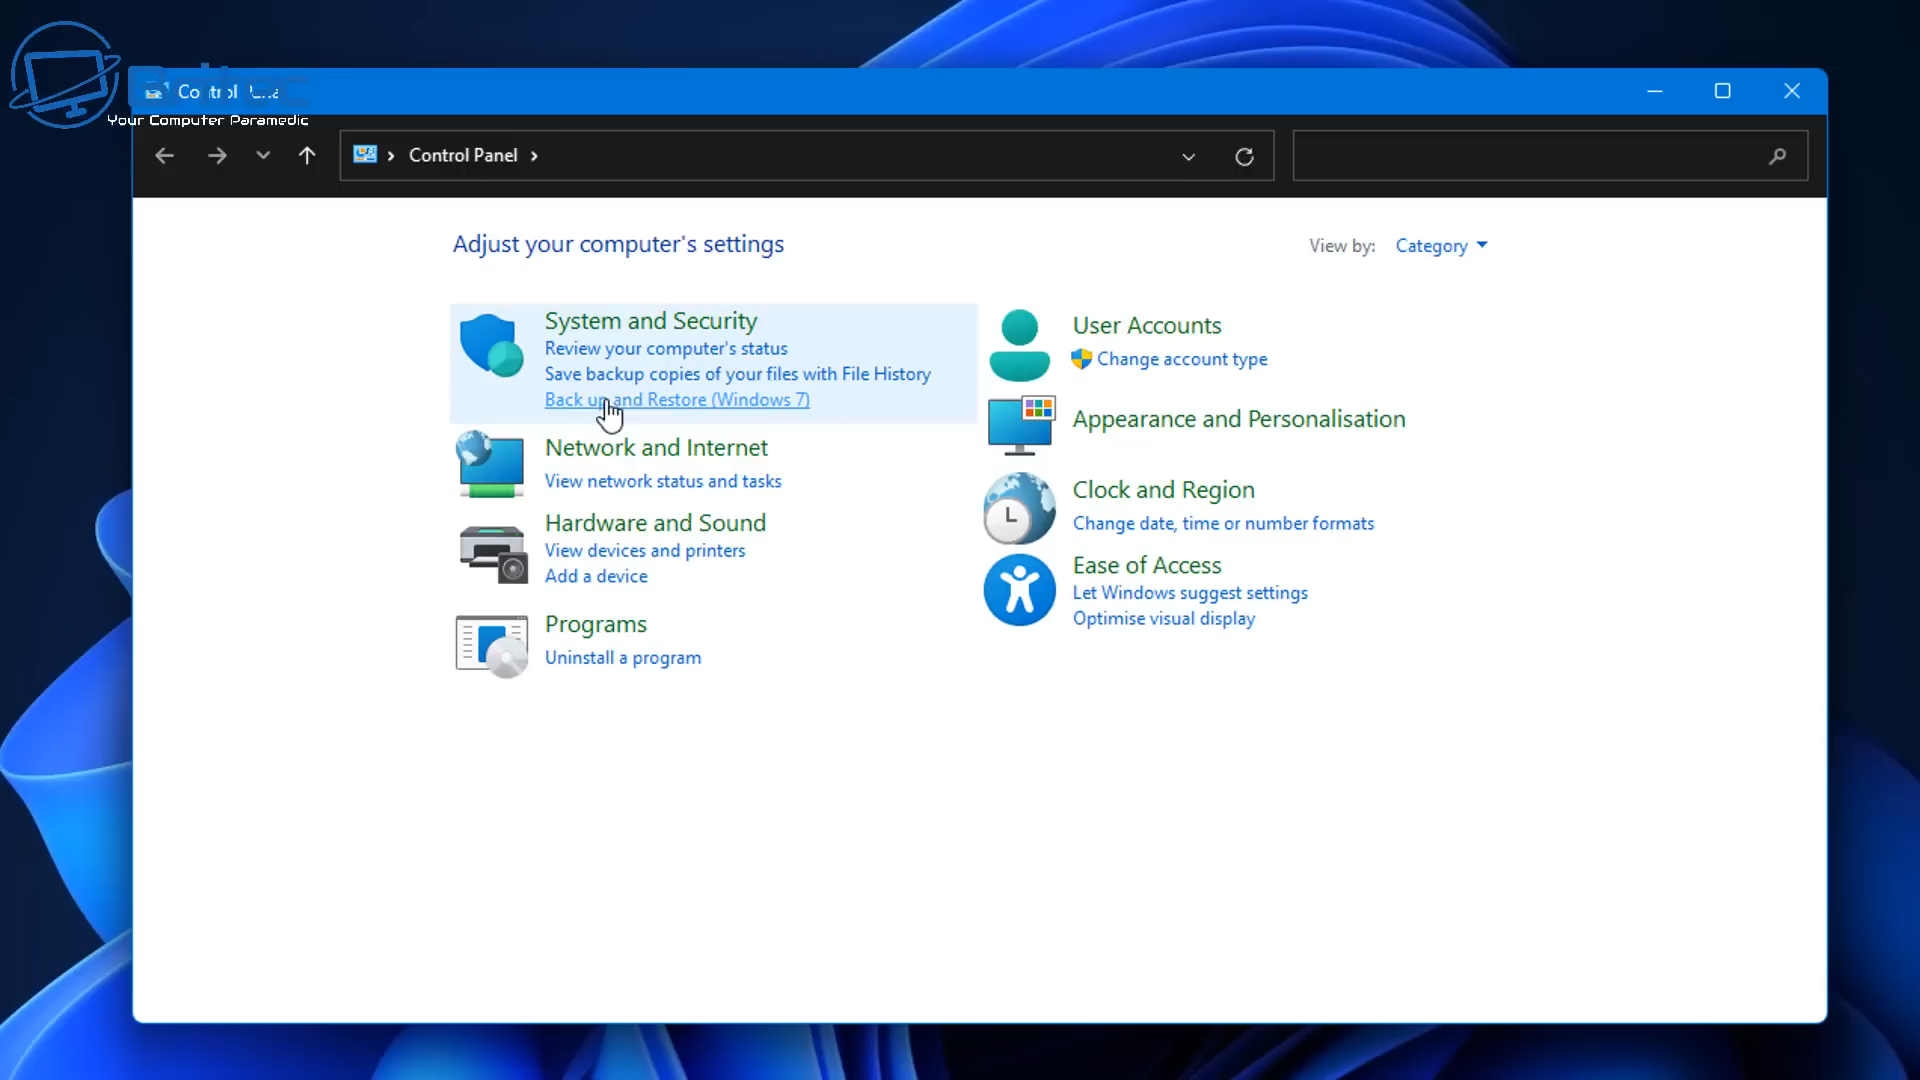 Your Computer Paramedic
Control Panel
Adjust your computer's settings
View by: Category
System and Security
Review your computer's status
Save backup copies of your files with File History
Back up and Restore (Windows 7)
Network and Internet
View network status and tasks
Hardware and Sound
View devices and printers
Add a device
Programs
Uninstall a program
User Accounts
Change account type
Appearance and Personalisation
Clock and Region
Change date, time or number formats
Ease of Access
Let Windows suggest settings
Optimise visual display